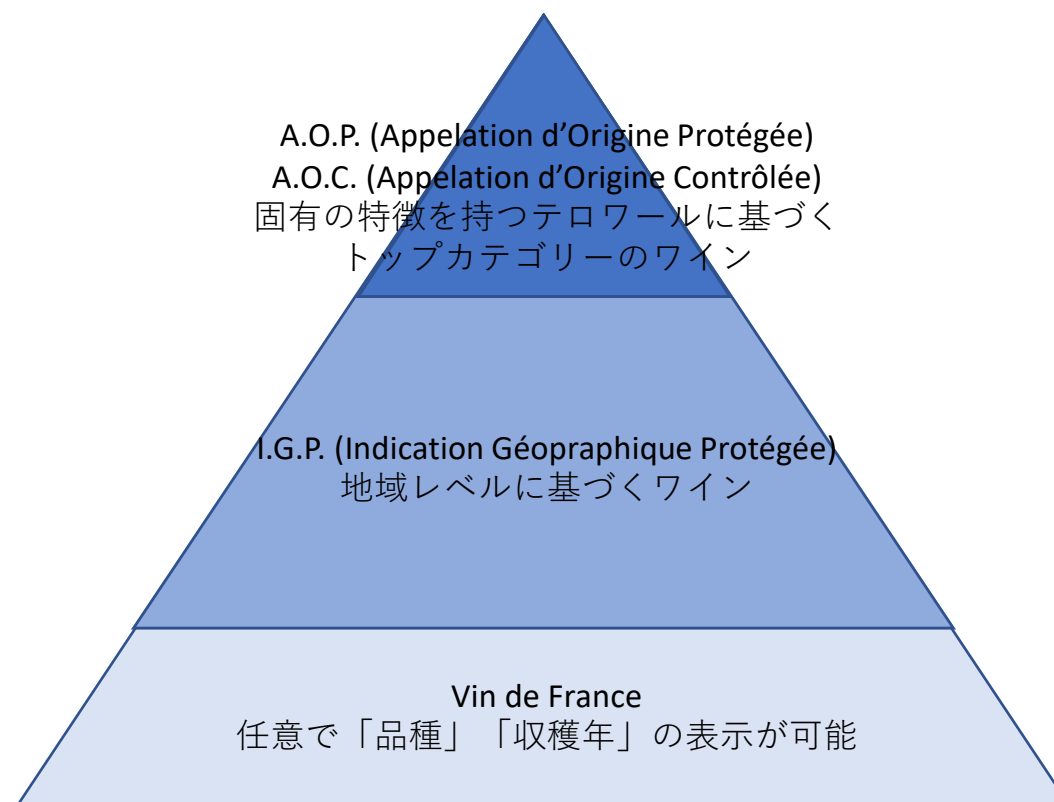 A.O.P. (Appelation d’Origine Protégée)
A.O.C. (Appelation d’Origine Contrôlée)
固有の特徴を持つテロワールに基づく
トップカテゴリーのワイン
I.G.P. (Indication Géopraphique Protégée)
地域レベルに基づくワイン
Vin de France
任意で「品種」「収穫年」の表示が可能